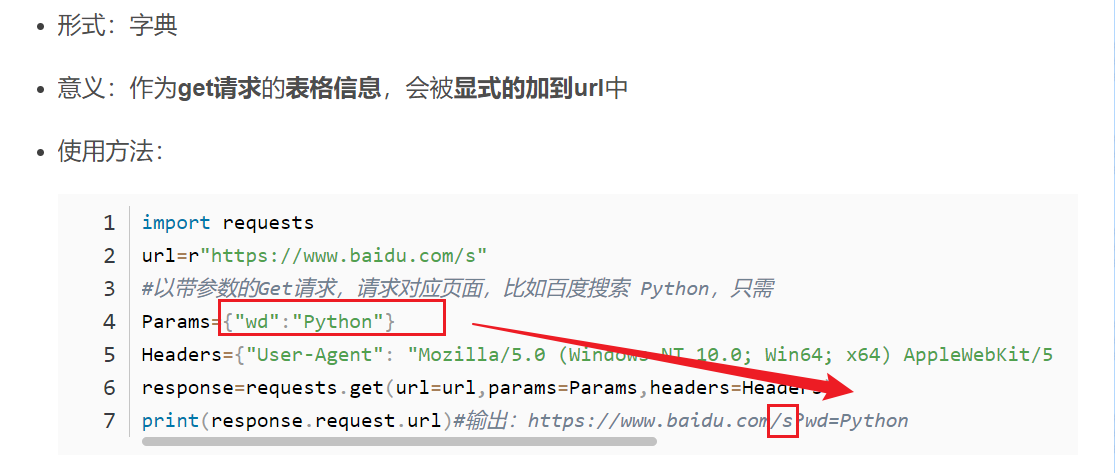 形式：字典
意义：作为get请求的表格信息，会被显式的加到url中
使用方法：
1 import requests
2 url=r"https://www.baidu.com/s"
3 #以带参数的Get请求，请求对应页面，比如百度搜索 Python，只需
4 Params={"wd":"Python"}
5 Headers={"User-Agent": "Mozilla/5.0 (Windows NT 10.0; Win64; x64) AppleWebKit/5
6 response=requests.get(url=url,params=Params,headers=Headers
7 print(response.request.url)#输出：https://www.baidu.com/s?wd=Python